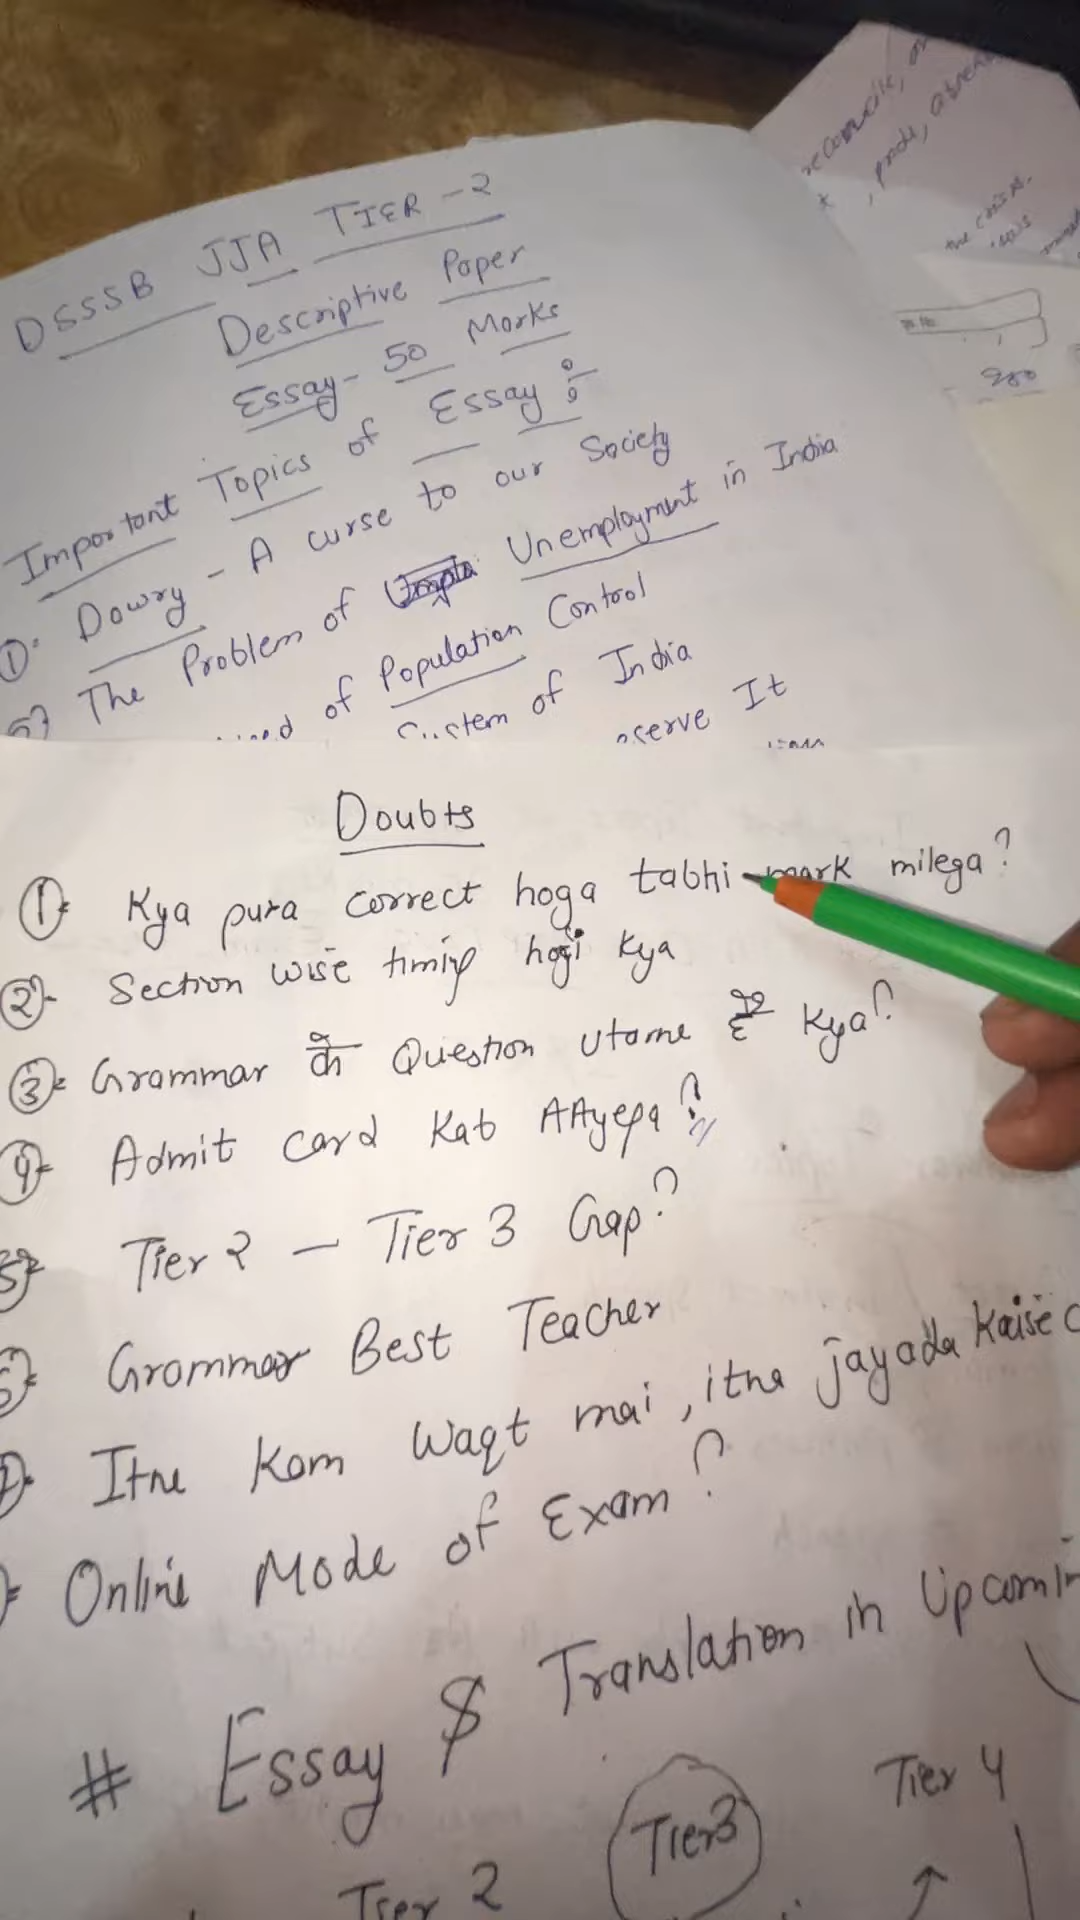 DSSSB JJA TIER-2
Descriptive Paper
Essay- 50 Marks
Important Topics of Essay :
①. Dowry - A curse to our Society
The Problem of Unemployment in India
of Population Control
System of India
serve It
Doubts
① Kya pura correct hoga tabhi mark milega?
② Section wise timing hogi Kya
③ Grammar के Question utarne है Kya?
④ Admit card Kab AAyega?
Tier 2 - Tier 3 Gap?
Grammar Best Teacher
Itne Kam Waqt mai, itna jayada Kaise
Online Mode of Exam?
# Essay $ Translation in Upcomin
Tier 2 Tier3 Tier 4